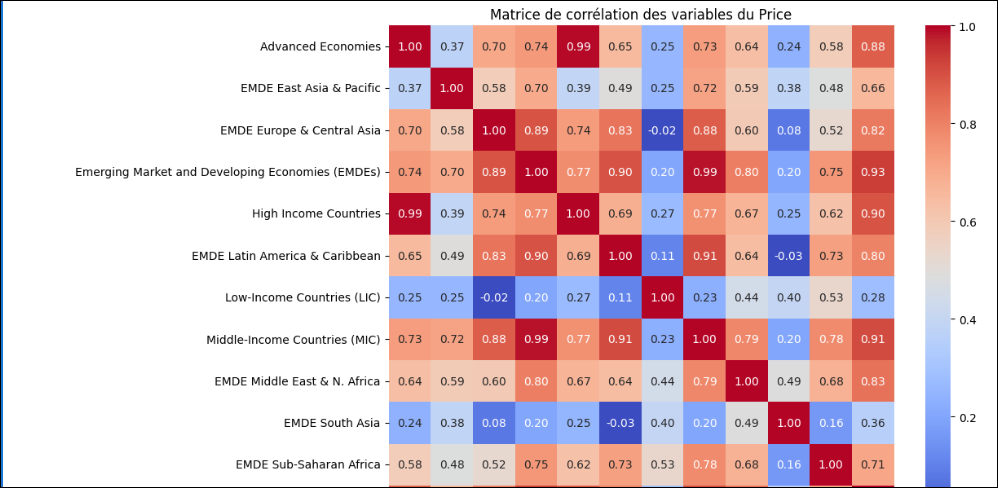 Matrice de corrélation des variables du Price
Advanced Economies 1.00 0.37 0.70 0.74 0.99 0.65 0.25 0.73 0.64 0.24 0.58 0.88
EMDE East Asia & Pacific 0.37 1.00 0.58 0.70 0.39 0.49 0.25 0.72 0.59 0.38 0.48 0.66
EMDE Europe & Central Asia 0.70 0.58 1.00 0.89 0.74 0.83 -0.02 0.88 0.60 0.08 0.52 0.82
Emerging Market and Developing Economies (EMDEs) 0.74 0.70 0.89 1.00 0.77 0.90 0.20 0.99 0.80 0.20 0.75 0.93
High Income Countries 0.99 0.39 0.74 0.77 1.00 0.69 0.27 0.77 0.67 0.25 0.62 0.90
EMDE Latin America & Caribbean 0.65 0.49 0.83 0.90 0.69 1.00 0.11 0.91 0.64 -0.03 0.73 0.80
Low-Income Countries (LIC) 0.25 0.25 -0.02 0.20 0.27 0.11 1.00 0.23 0.44 0.40 0.53 0.28
Middle-Income Countries (MIC) 0.73 0.72 0.88 0.99 0.77 0.91 0.23 1.00 0.79 0.20 0.78 0.91
EMDE Middle East & N. Africa 0.64 0.59 0.60 0.80 0.67 0.64 0.44 0.79 1.00 0.49 0.68 0.83
EMDE South Asia 0.24 0.38 0.08 0.20 0.25 -0.03 0.40 0.20 0.49 1.00 0.16 0.36
EMDE Sub-Saharan Africa 0.58 0.48 0.52 0.75 0.62 0.73 0.53 0.78 0.68 0.16 1.00 0.71
1.0
0.8
0.6
0.4
0.2